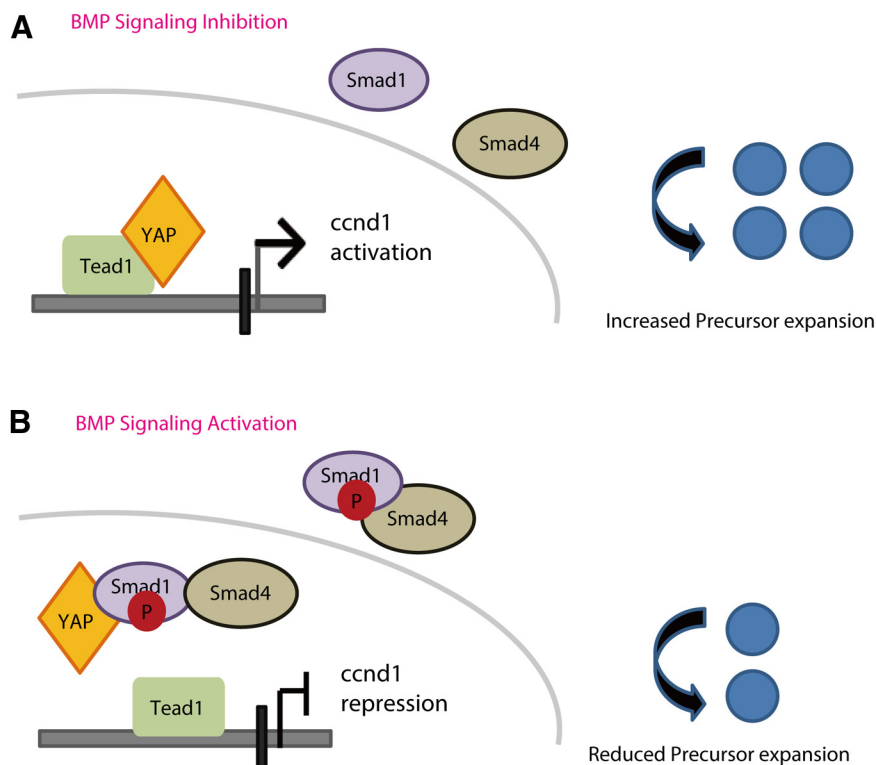 A
BMP Signaling Inhibition
Smad1
Smad4
YAP
Tead1
ccnd1
activation
Increased Precursor expansion
B
BMP Signaling Activation
Smad1
P
Smad4
Smad1
P
Smad4
YAP
Tead1
ccnd1
repression
Reduced Precursor expansion